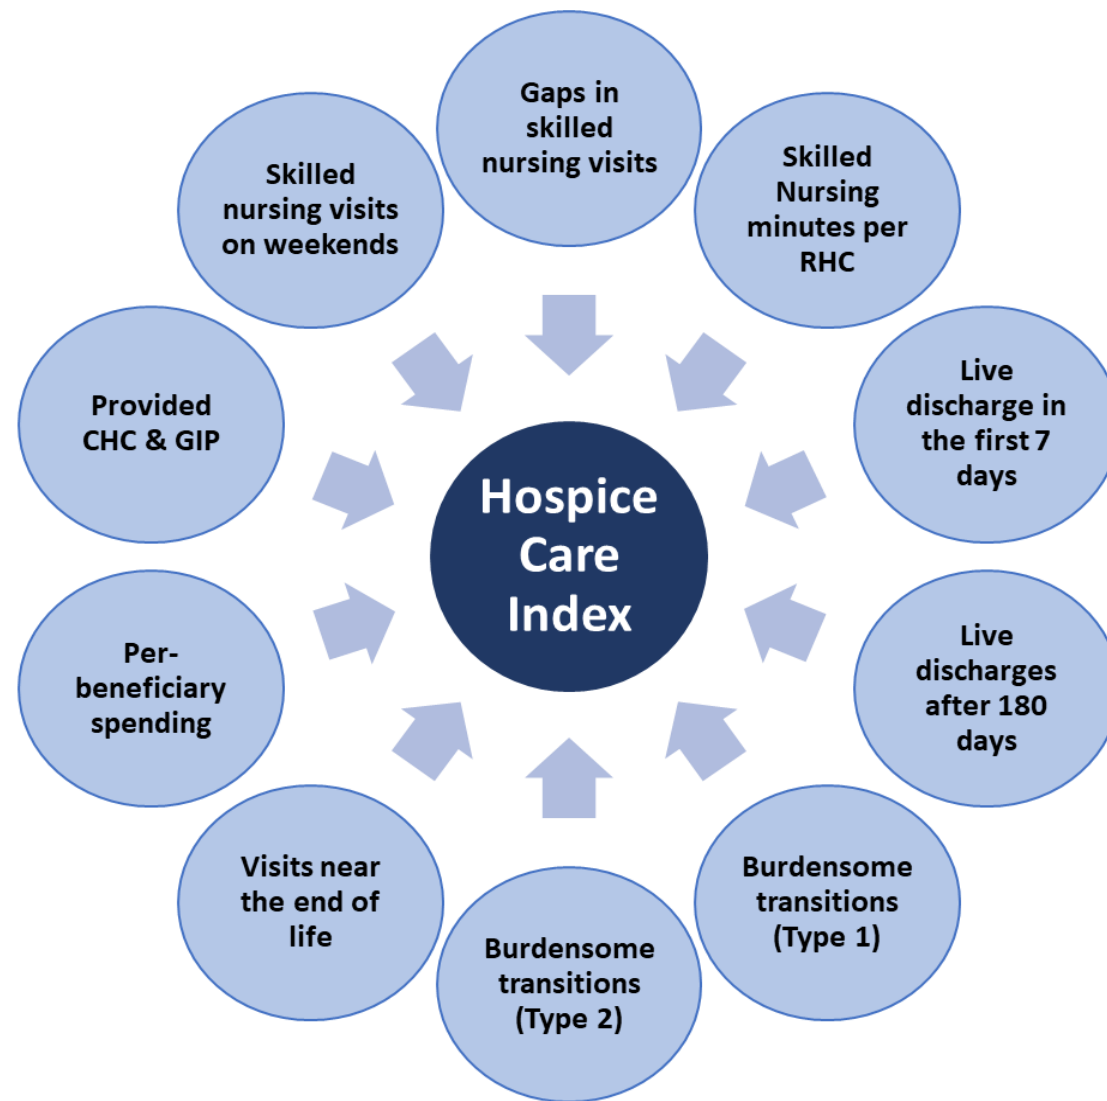 Gaps in
skilled
nursing visits
Skilled
Nursing
minutes per
RHC
Live
discharge in
the first 7
days
Live
discharges
after 180
days
Burdensome
transitions
(Type 1)
Burdensome
transitions
(Type 2)
Visits near
the end of
life
Per-
beneficiary
spending
Provided
CHC & GIP
Skilled
nursing visits
on weekends
Hospice
Care
Index